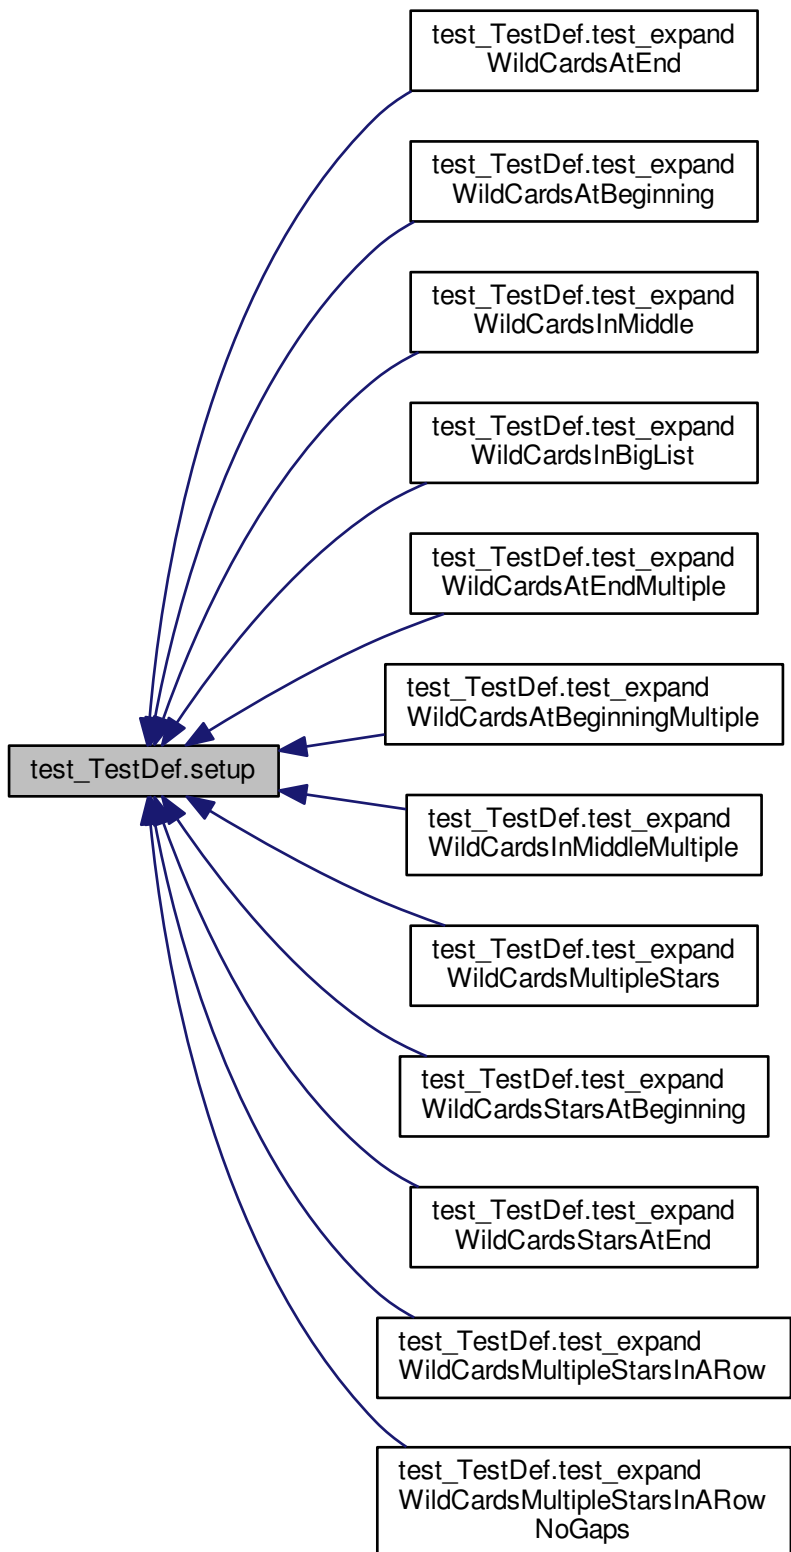 test_TestDef.test_expand
WildCardsAtEnd
test_TestDef.test_expand
WildCardsAtBeginning
test_TestDef.test_expand
WildCardsInMiddle
test_TestDef.test_expand
WildCardsInBigList
test_TestDef.test_expand
WildCardsAtEndMultiple
test_TestDef.test_expand
WildCardsAtBeginningMultiple
test_TestDef.setup
test_TestDef.test_expand
WildCardsInMiddleMultiple
test_TestDef.test_expand
WildCardsMultipleStars
test_TestDef.test_expand
WildCardsStarsAtBeginning
test_TestDef.test_expand
WildCardsStarsAtEnd
test_TestDef.test_expand
WildCardsMultipleStarsInARow
test_TestDef.test_expand
WildCardsMultipleStarsInARow
NoGaps